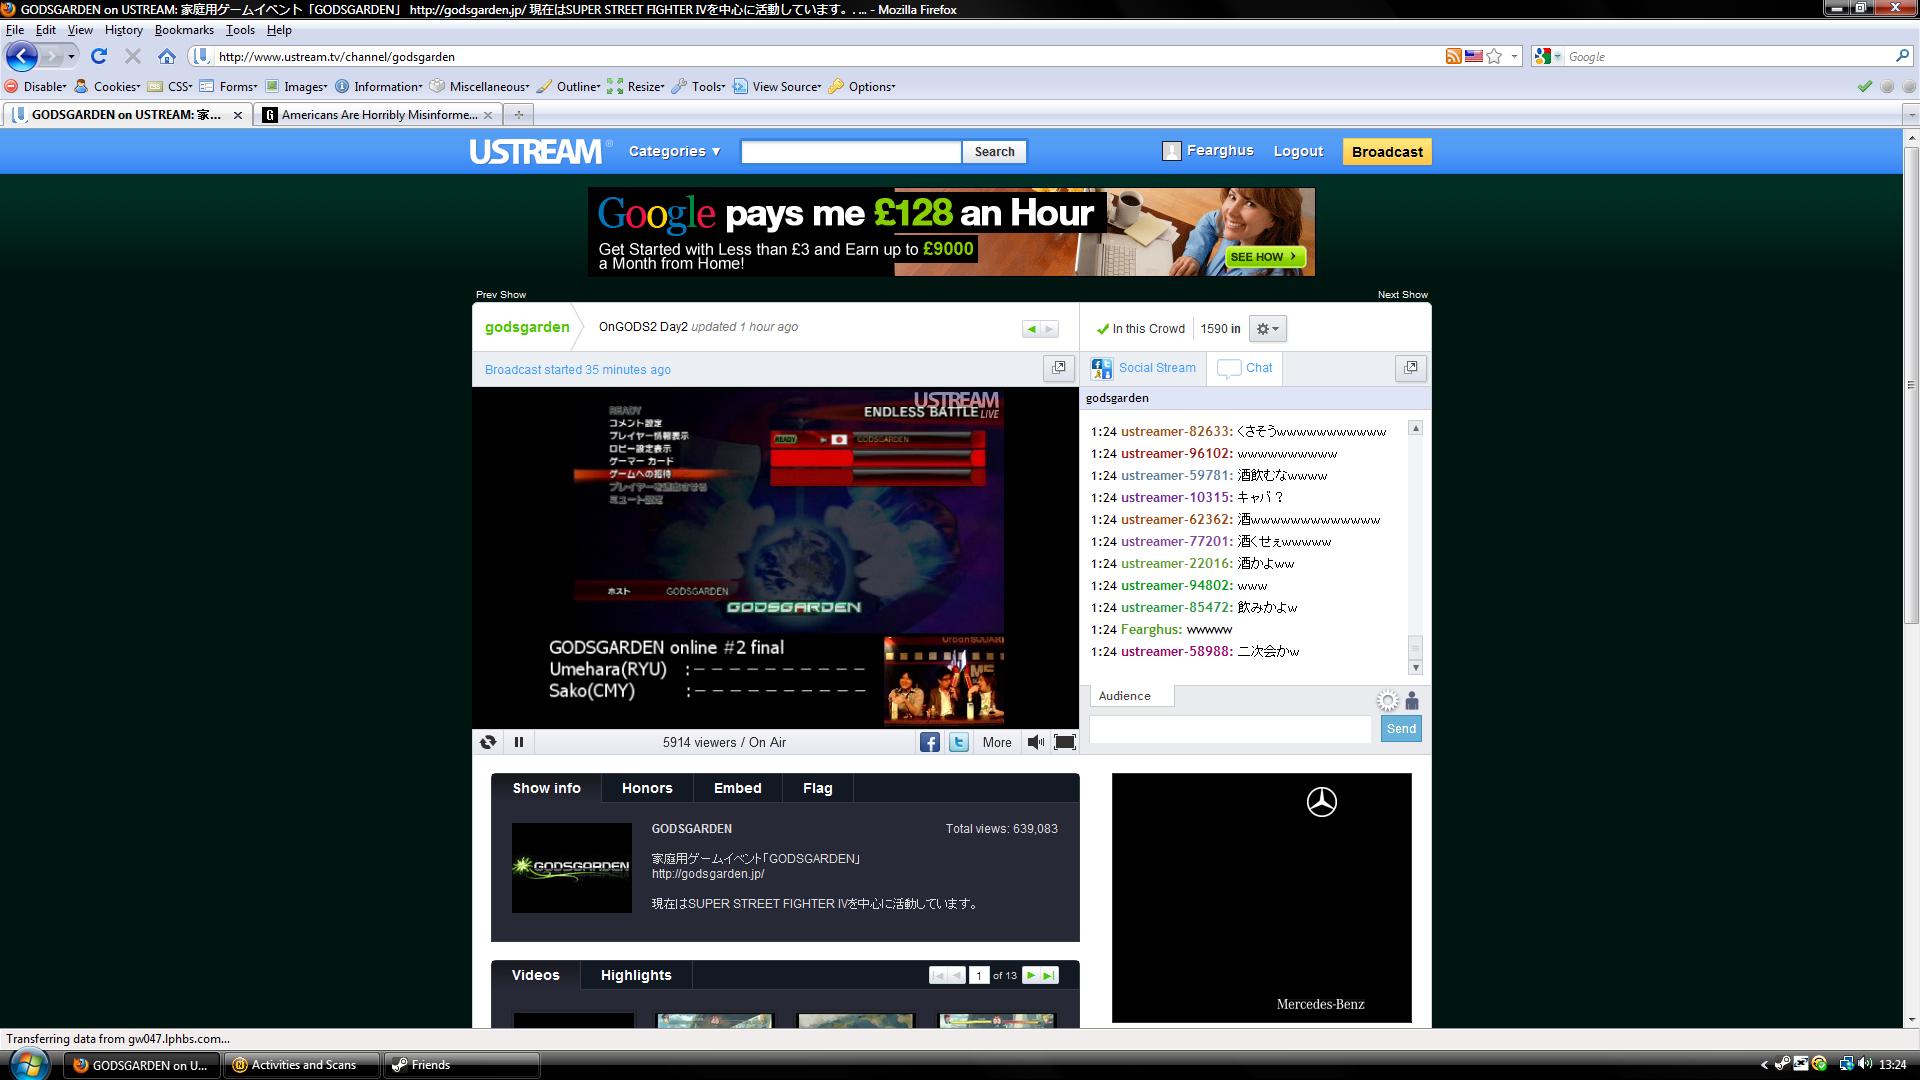 GODSGARDEN on USTREAM: 家庭用ゲームイベント「GODSGARDEN」 http://godsgarden.jp/ 現在はSUPER STREET FIGHTER IVを中心に活動しています。. ... - Mozilla Firefox
File Edit View History Bookmarks Tools Help
http://www.ustream.tv/channel/godsgarden
Google
Disable Cookies CSS Forms Images Information Miscellaneous Outline Resize Tools View Source Options
GODSGARDEN on USTREAM: 家... Americans Are Horribly Misinforme...
USTREAM Categories ▼ Search Fearghus Logout Broadcast
Google pays me £128 an Hour
Get Started with Less than £3 and Earn up to £9000
a Month from Home!
SEE HOW
Prev Show Next Show
godsgarden OnGODS2 Day2 updated 1 hour ago
In this Crowd 1590 in
Broadcast started 35 minutes ago
Social Stream Chat
godsgarden
USTREAM
LIVE
ENDLESS BATTLE
READY
コメント設定
プレイヤー情報表示
ロビー設定表示
ゲーマー カード
ゲームへの招待
プレイヤーを退出させる
ミュート設定
READY GODSGARDEN
ホスト GODSGARDEN
GODSGARDEN
GODSGARDEN online #2 final
Umehara(RYU) :- - - - - - - - - -
Sako(CMY) :- - - - - - - - - -
1:24 ustreamer-82633: くさそうwwwwwwwwwww
1:24 ustreamer-96102: wwwwwwwwww
1:24 ustreamer-59781: 酒飲むなwwww
1:24 ustreamer-10315: キャバ？
1:24 ustreamer-62362: 酒wwwwwwwwwwwww
1:24 ustreamer-77201: 酒くせぇwwwww
1:24 ustreamer-22016: 酒かよww
1:24 ustreamer-94802: www
1:24 ustreamer-85472: 飲みかよw
1:24 Fearghus: wwwww
1:24 ustreamer-58988: 二次会かw
Audience
Send
5914 viewers / On Air More
Show info Honors Embed Flag
GODSGARDEN
GODSGARDEN Total views: 639,083
家庭用ゲームイベント「GODSGARDEN」
http://godsgarden.jp/
現在はSUPER STREET FIGHTER IVを中心に活動しています。
Mercedes-Benz
Videos Highlights 1 of 13
Transferring data from gw047.lphbs.com...
GODSGARDEN on U... Activities and Scans Friends 13:24